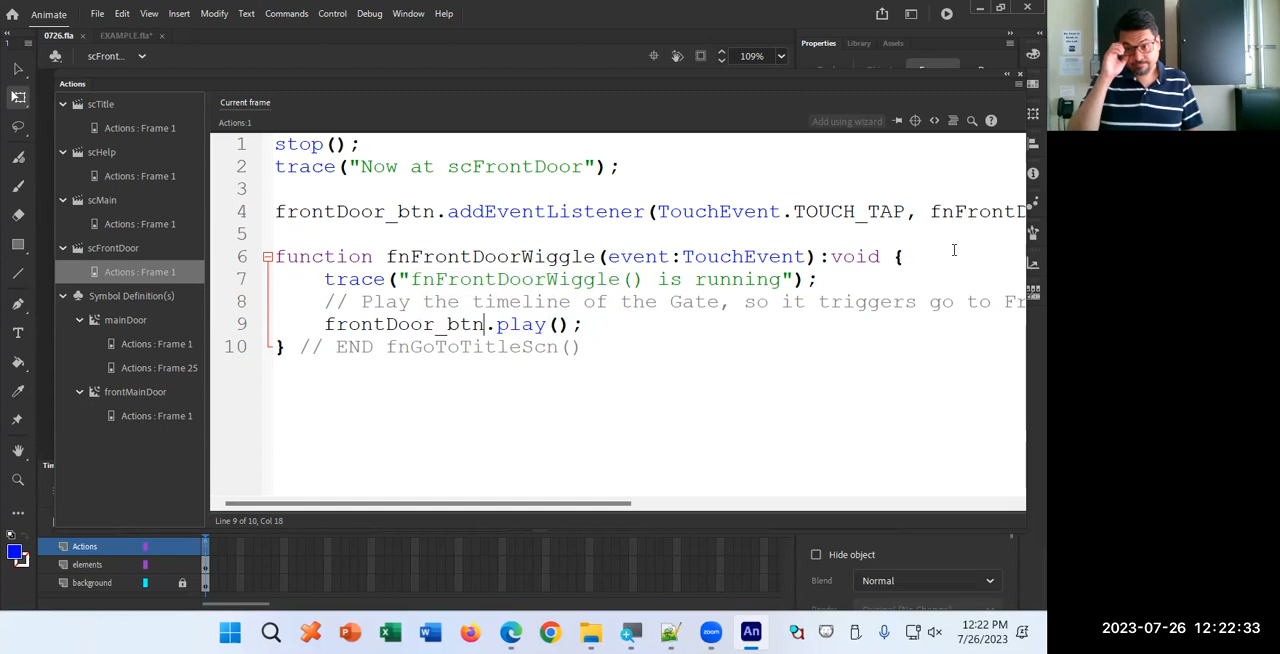 Animate File Edit View Insert Modify Text Commands Control Debug Window Help
0726.fla × EXAMPLE.fla* ×
scFront... 109% Properties Library Assets
Actions
scTitle
Actions : Frame 1
scHelp
Actions : Frame 1
scMain
Actions : Frame 1
scFrontDoor
Actions : Frame 1
Symbol Definition(s)
mainDoor
Actions : Frame 1
Actions : Frame 25
frontMainDoor
Actions : Frame 1
Current frame
Actions:1 Add using wizard
1 stop();
2 trace("Now at scFrontDoor");
3
4 frontDoor_btn.addEventListener(TouchEvent.TOUCH_TAP, fnFrontD
5
6 function fnFrontDoorWiggle(event:TouchEvent):void {
7 trace("fnFrontDoorWiggle() is running");
8 // Play the timeline of the Gate, so it triggers go to Fr
9 frontDoor_btn.play();
10 } // END fnGoToTitleScn()
Line 9 of 10, Col 18
Tim
Actions
elements
background
Hide object
Blend Normal
An
12:22 PM
7/26/2023
2023-07-26 12:22:33